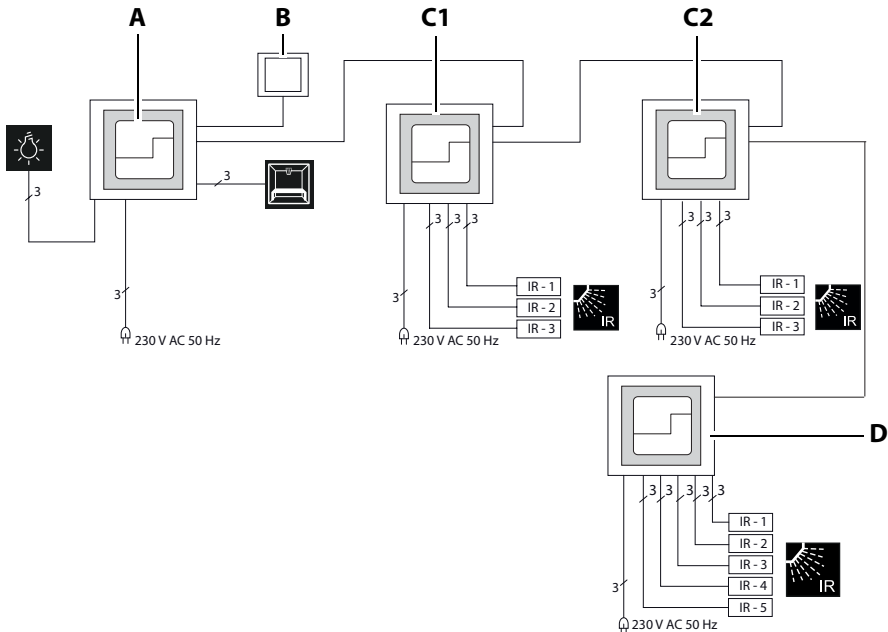 A B C1 C2
3
3
3
230 V AC 50 Hz
3 3 3
3
IR - 1
IR - 2
IR - 3
IR
230 V AC 50 Hz
3 3 3
3
IR - 1
IR - 2
IR - 3
IR
230 V AC 50 Hz
D
3 3 3 3 3
3
IR - 1
IR - 2
IR - 3
IR - 4
IR - 5
IR
230 V AC 50 Hz